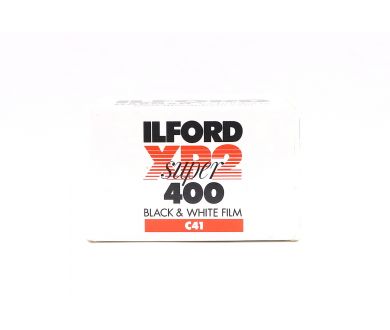 ILFORD
XP2
super
400
BLACK & WHITE FILM
C41